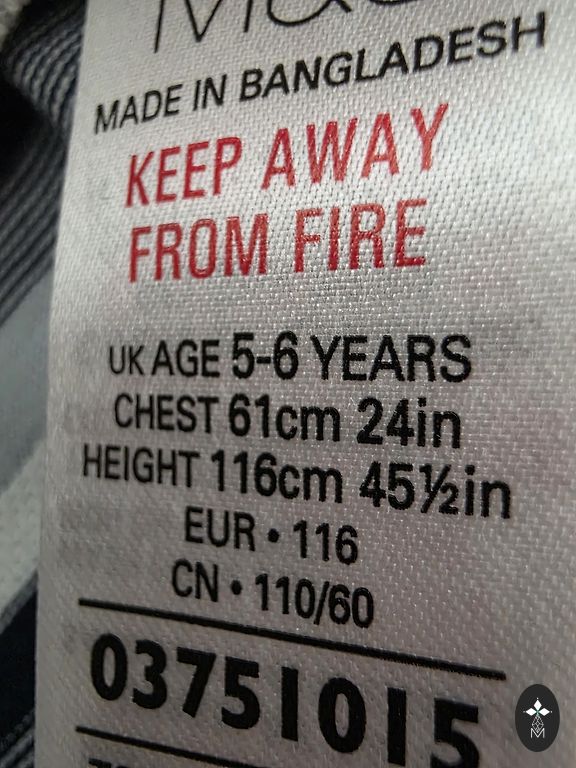 MADE IN BANGLADESH
KEEP AWAY
FROM FIRE
UK AGE 5-6 YEARS
CHEST 61cm 24in
HEIGHT 116cm 45½in
EUR • 116
CN • 110/60
03751015
M